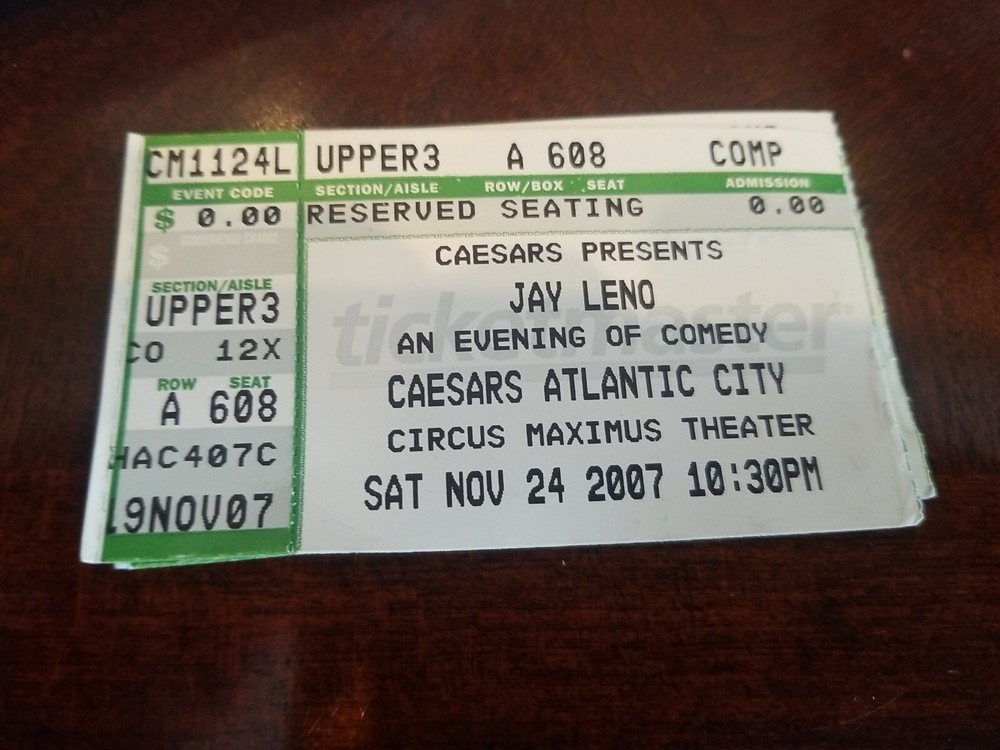 CM1124L
EVENT CODE
$ 0.00
CONVENIENCE CHARGE
$
SECTION/AISLE
UPPER3
CO 12X
ROW SEAT
A 608
HAC407C
19NOV07
UPPER3 A 608 COMP
SECTION/AISLE ROW/BOX SEAT ADMISSION
RESERVED SEATING 0.00
CAESARS PRESENTS
JAY LENO
AN EVENING OF COMEDY
ticketmaster
CAESARS ATLANTIC CITY
CIRCUS MAXIMUS THEATER
SAT NOV 24 2007 10:30PM